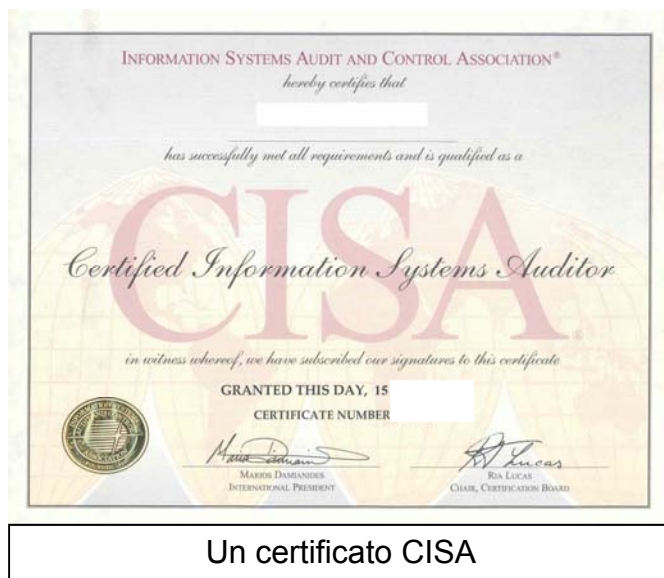 INFORMATION SYSTEMS AUDIT AND CONTROL ASSOCIATION®
hereby certifies that
has successfully met all requirements and is qualified as a
CISA®
Certified Information Systems Auditor
in witness whereof, we have subscribed our signatures to this certificate
GRANTED THIS DAY, 15
CERTIFICATE NUMBER
MARIOS DAMIANIDES
INTERNATIONAL PRESIDENT
RIA LUCAS
CHAIR, CERTIFICATION BOARD
Un certificato CISA